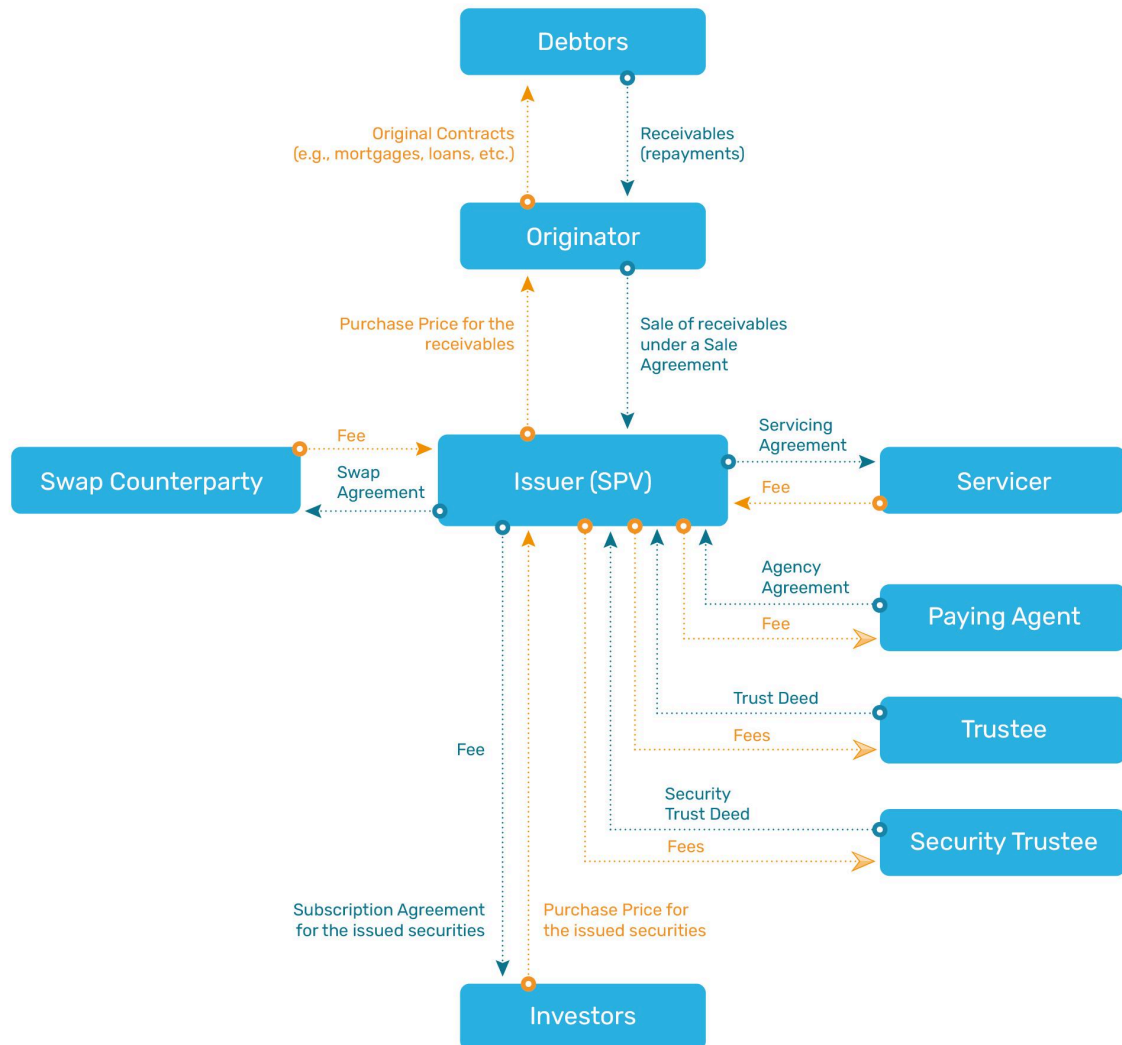 Debtors
Original Contracts
(e.g., mortgages, loans, etc.)
Receivables
(repayments)
Originator
Purchase Price for the
receivables
Sale of receivables
under a Sale
Agreement
Swap Counterparty
Fee
Swap
Agreement
Issuer (SPV)
Servicing
Agreement
Fee
Servicer
Agency
Agreement
Fee
Paying Agent
Trust Deed
Fees
Trustee
Fee
Security
Trust Deed
Fees
Security Trustee
Subscription Agreement
for the issued securities
Purchase Price for
the issued securities
Investors